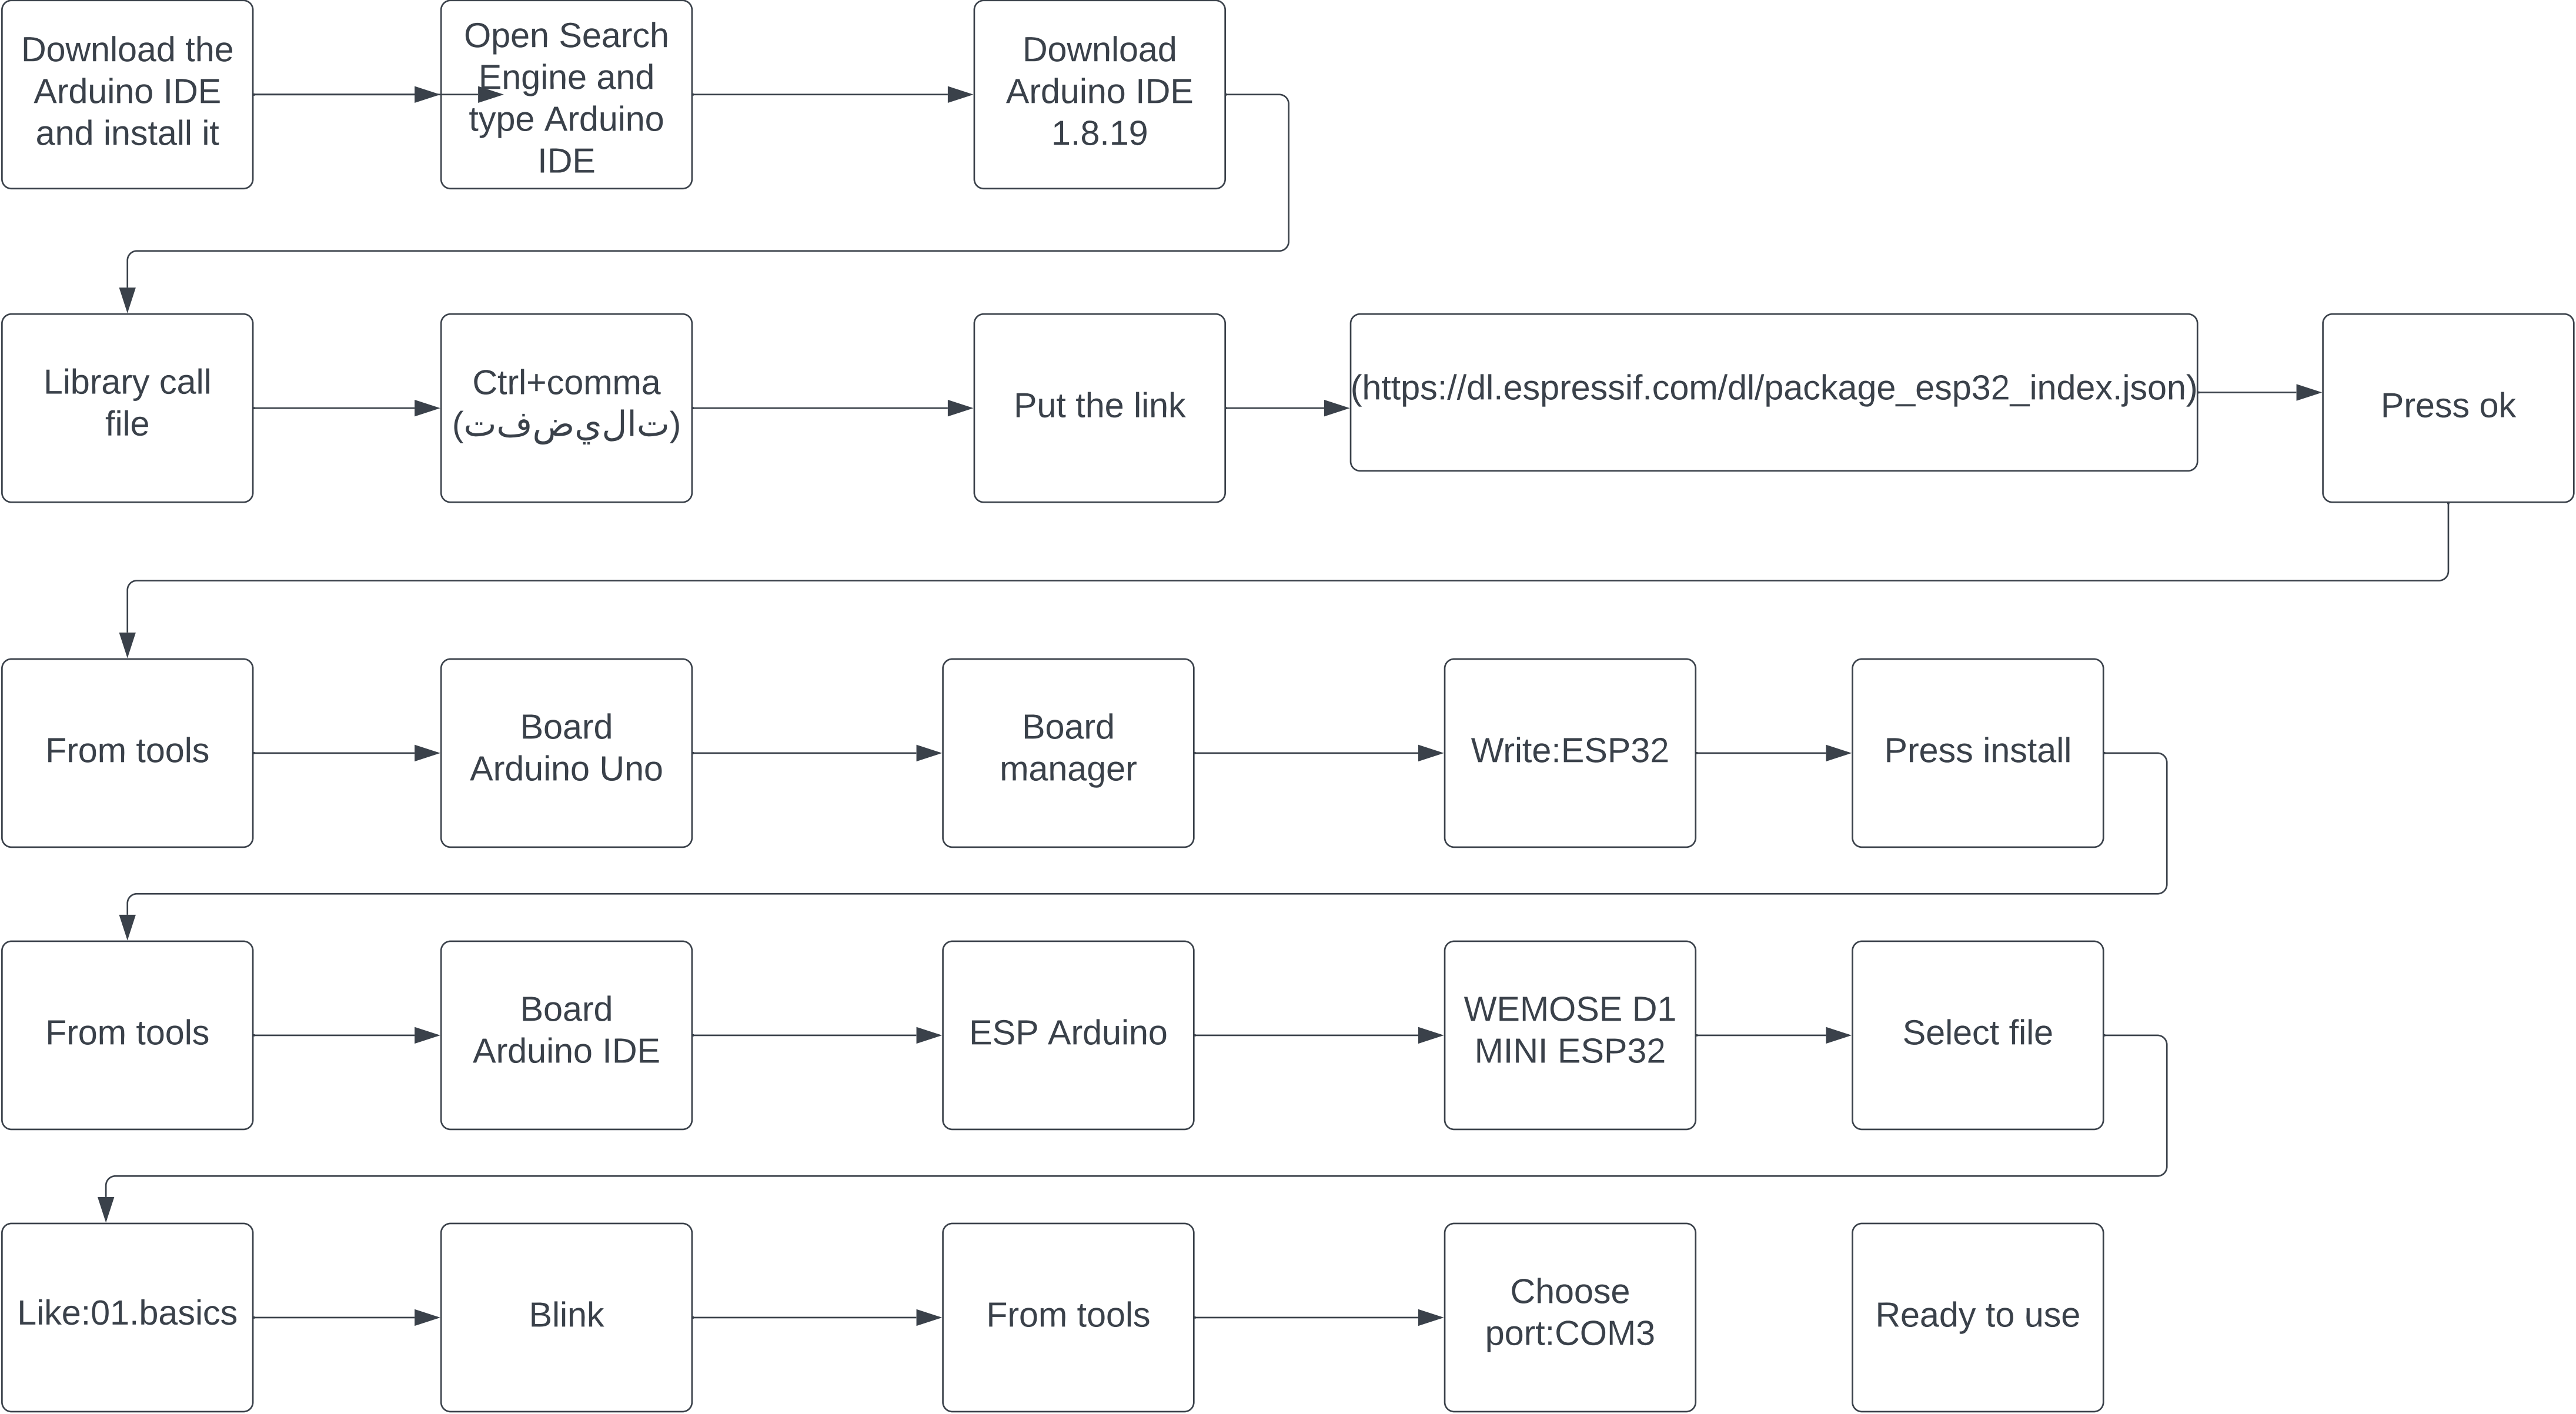 Download the
Arduino IDE
and install it
Open Search
Engine and
type Arduino
IDE
Download
Arduino IDE
1.8.19
Library call
file
Ctrl+comma
(تاليضفت)
Put the link
(https://dl.espressif.com/dl/package_esp32_index.json)
Press ok
From tools
Board
Arduino Uno
Board
manager
Write:ESP32
Press install
From tools
Board
Arduino IDE
ESP Arduino
WEMOSE D1
MINI ESP32
Select file
Like:01.basics
Blink
From tools
Choose
port:COM3
Ready to use